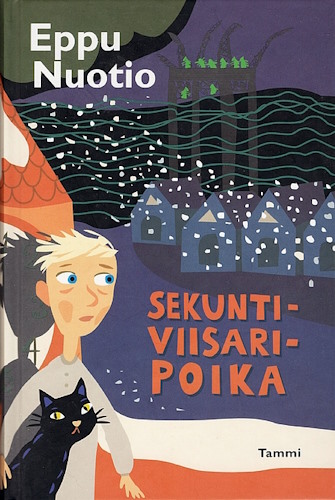 Eppu
Nuotio
SEKUNTI-
VIISARI-
POIKA
Tammi